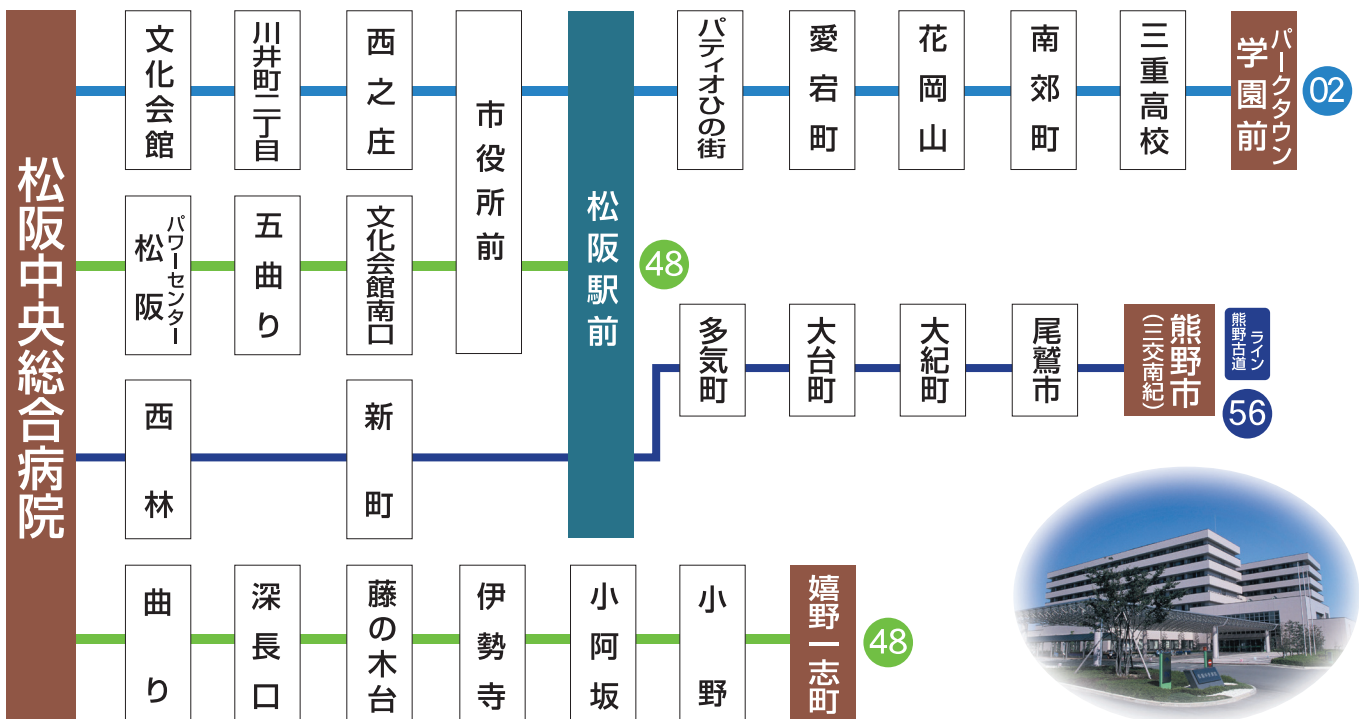 松阪中央総合病院
文化会館
川井町二丁目
西之庄
市役所前
松阪駅前
パティオひの街
愛宕町
花岡山
南郊町
三重高校
パークタウン
学園前
02
パワーセンター
松阪
五曲り
文化会館南口
48
西林
新町
多気町
大台町
大紀町
尾鷲市
熊野市
(三交南紀)
熊野古道
ライン
56
曲り
深長口
藤の木台
伊勢寺
小阿坂
小野
嬉野一志町
48